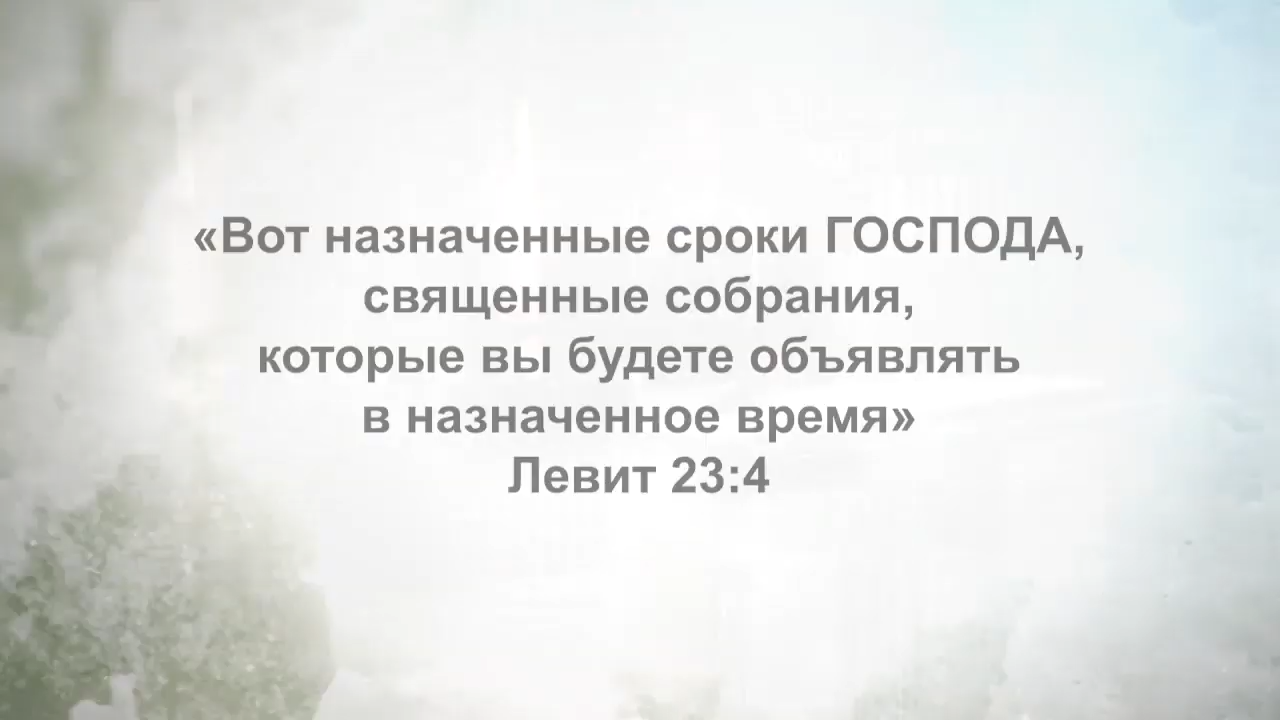 «Вот назначенные сроки ГОСПОДА,
священные собрания,
которые вы будете объявлять
в назначенное время»
Левит 23:4